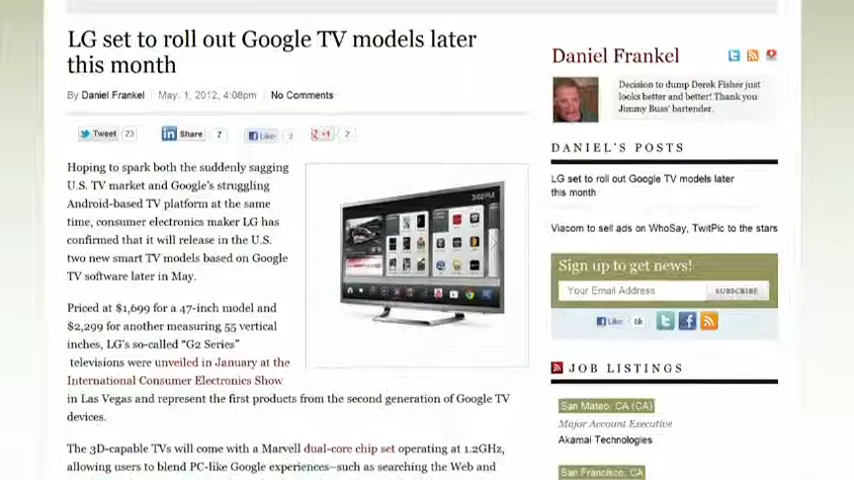 LG set to roll out Google TV models later
this month
By Daniel Frankel
May. 1, 2012, 4:08pm
No Comments
Tweet 23
Share 7
Like 3
+1 2
Hoping to spark both the suddenly sagging
U.S. TV market and Google's struggling
Android-based TV platform at the same
time, consumer electronics maker LG has
confirmed that it will release in the U.S.
two new smart TV models based on Google
TV software later in May.
Priced at $1,699 for a 47-inch model and
$2,299 for another measuring 55 vertical
inches, LG's so-called "G2 Series"
televisions were unveiled in January at the
International Consumer Electronics Show
in Las Vegas and represent the first products from the second generation of Google TV
devices.
The 3D-capable TVs will come with a Marvell dual-core chip set operating at 1.2GHz,
allowing users to blend PC-like Google experiences—such as searching the Web and
Daniel Frankel
Decision to dump Derek Fisher just
looks better and better! Thank you
Jimmy Buss' bartender.
DANIEL'S POSTS
LG set to roll out Google TV models later
this month
Viacom to sell ads on WhoSay, TwitPic to the stars
Sign up to get news!
Your Email Address
SUBSCRIBE
Like 6k
JOB LISTINGS
San Mateo, CA (CA)
Major Account Executive
Akamai Technologies
San Francisco, CA